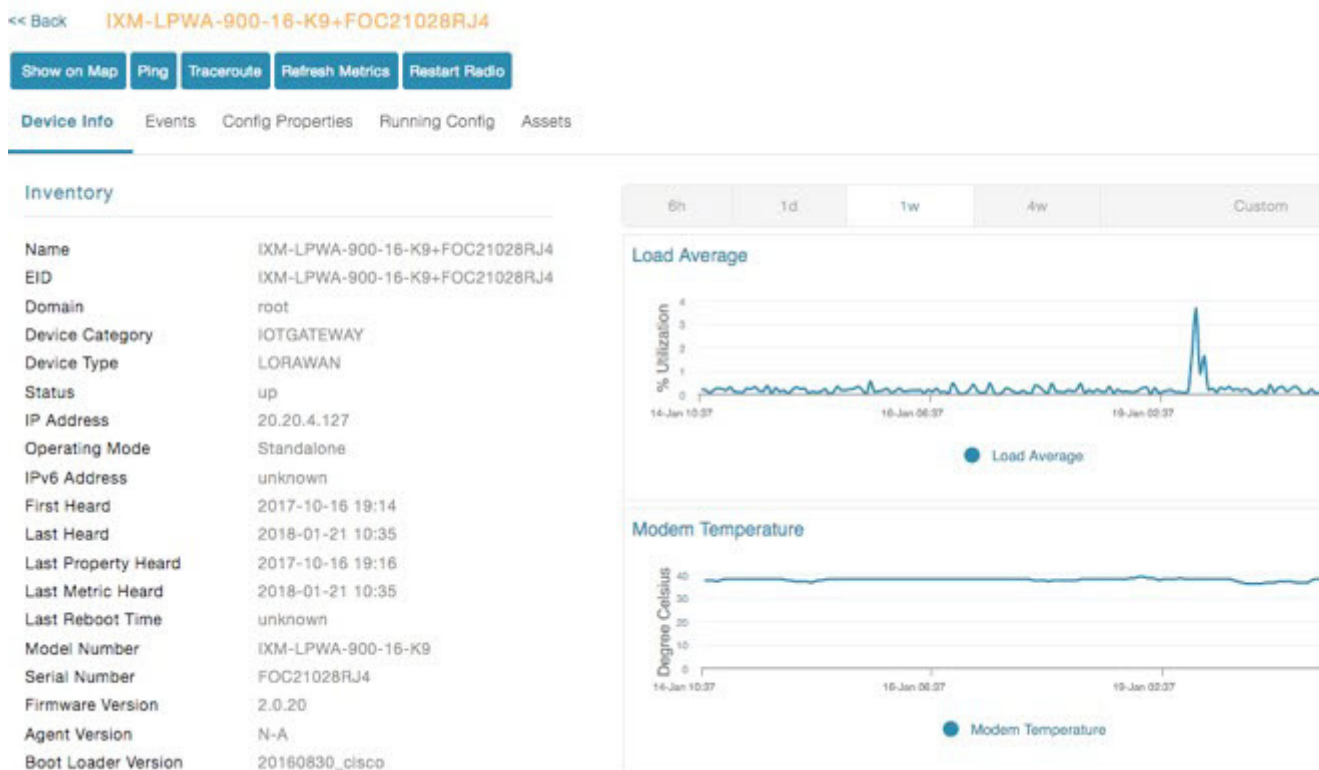 << Back IXM-LPWA-900-16-K9+FOC21028RJ4
Show on Map Ping Traceroute Refresh Metrics Restart Radio
Device Info Events Config Properties Running Config Assets
Inventory
Name IXM-LPWA-900-16-K9+FOC21028RJ4
EID IXM-LPWA-900-16-K9+FOC21028RJ4
Domain root
Device Category IOTGATEWAY
Device Type LORAWAN
Status up
IP Address 20.20.4.127
Operating Mode Standalone
IPv6 Address unknown
First Heard 2017-10-16 19:14
Last Heard 2018-01-21 10:35
Last Property Heard 2017-10-16 19:16
Last Metric Heard 2018-01-21 10:35
Last Reboot Time unknown
Model Number IXM-LPWA-900-16-K9
Serial Number FOC21028RJ4
Firmware Version 2.0.20
Agent Version N-A
Boot Loader Version 20160830_cisco
6h 1d 1w 4w Custom
Load Average
% Utilization
4
3
2
1
0
14-Jan 10:37 16-Jan 06:37 19-Jan 02:37
Load Average
Modem Temperature
Degree Celsius
40
30
20
10
0
14-Jan 10:37 16-Jan 06:37 19-Jan 02:37
Modem Temperature